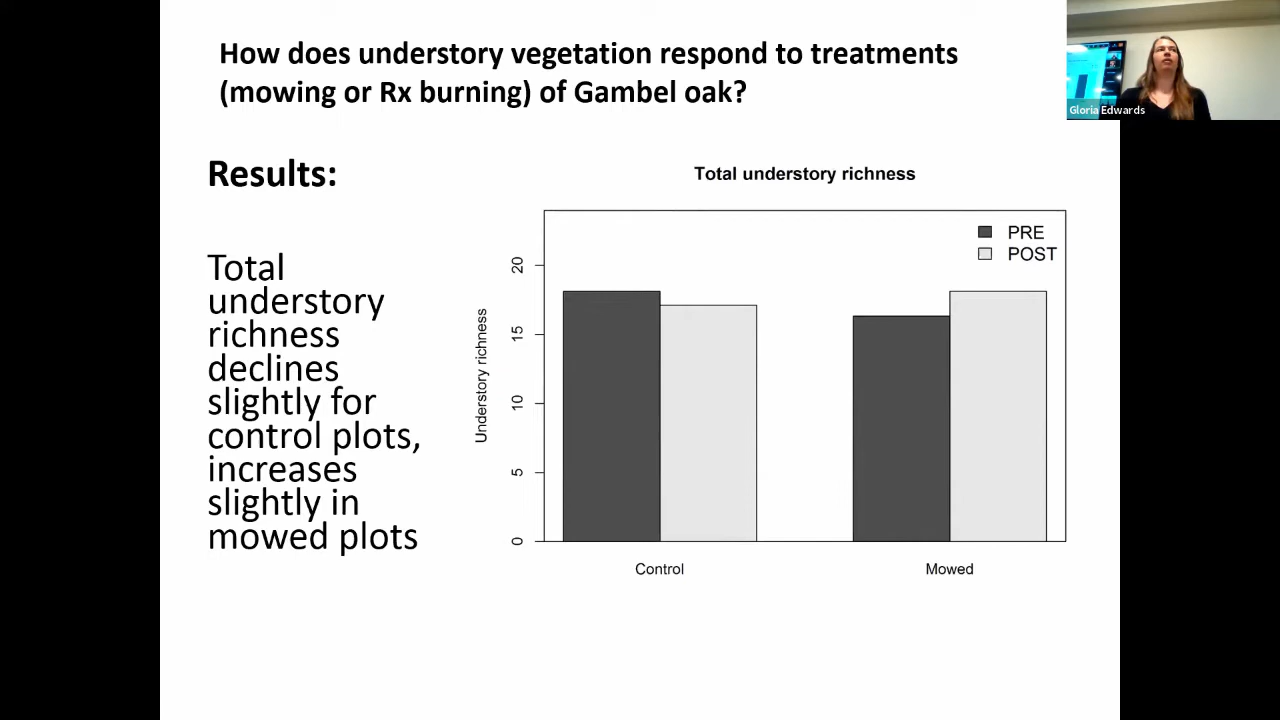 How does understory vegetation respond to treatments
(mowing or Rx burning) of Gambel oak?
Gloria Edwards
Results:
Total
understory
richness
declines
slightly for
control plots,
increases
slightly in
mowed plots
Total understory richness
PRE
POST
Understory richness
20
15
10
5
0
Control
Mowed